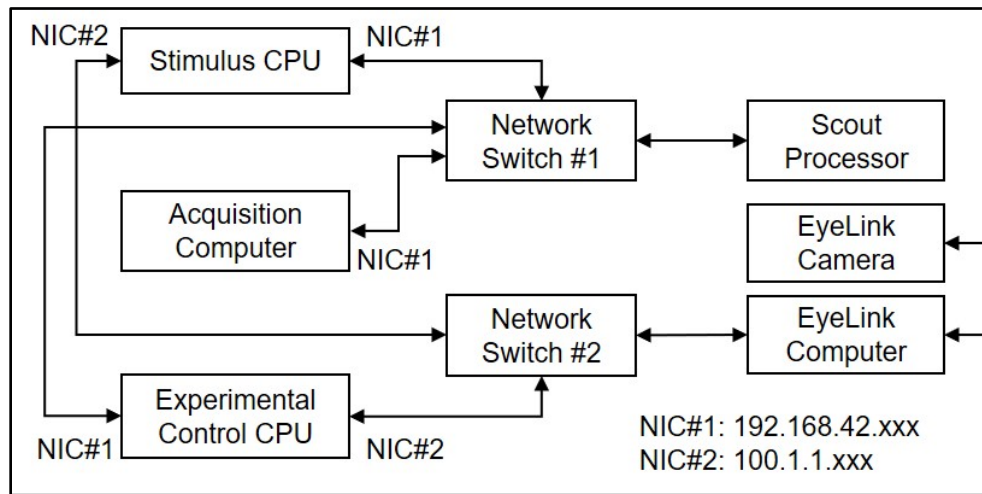 NIC#2
NIC#1
Stimulus CPU
Network
Switch #1
Scout
Processor
Acquisition
Computer
NIC#1
EyeLink
Camera
Network
Switch #2
EyeLink
Computer
Experimental
Control CPU
NIC#1
NIC#2
NIC#1: 192.168.42.xxx
NIC#2: 100.1.1.xxx